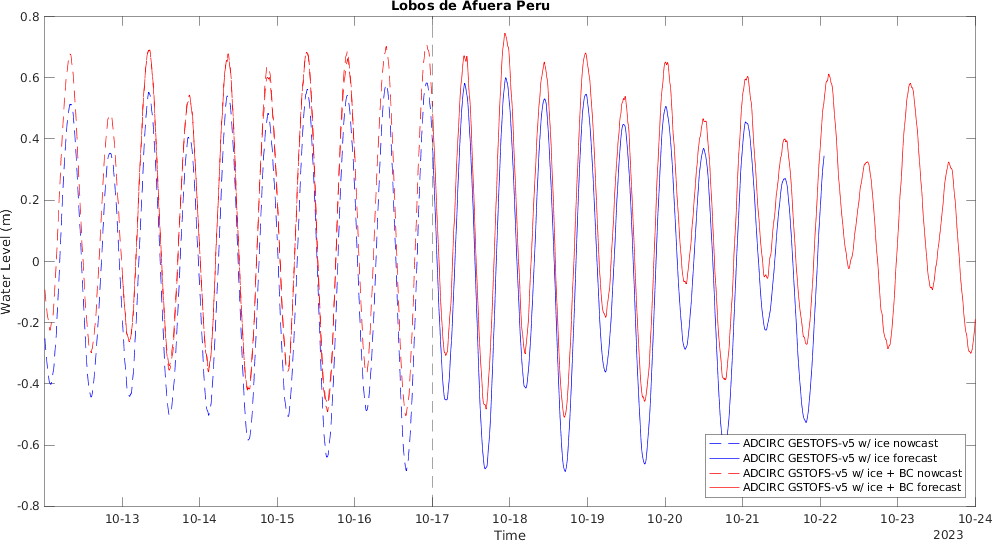 Lobos de Afuera Peru
0.8
0.6
0.4
0.2
0
-0.2
-0.4
-0.6
-0.8
Water Level (m)
ADCIRC GESTOFS-v5 w/ ice nowcast
ADCIRC GESTOFS-v5 w/ ice forecast
ADCIRC GSTOFS-v5 w/ ice + BC nowcast
ADCIRC GSTOFS-v5 w/ ice + BC forecast
10-13 10-14 10-15 10-16 10-17 10-18 10-19 10-20 10-21 10-22 10-23 10-24
Time
2023